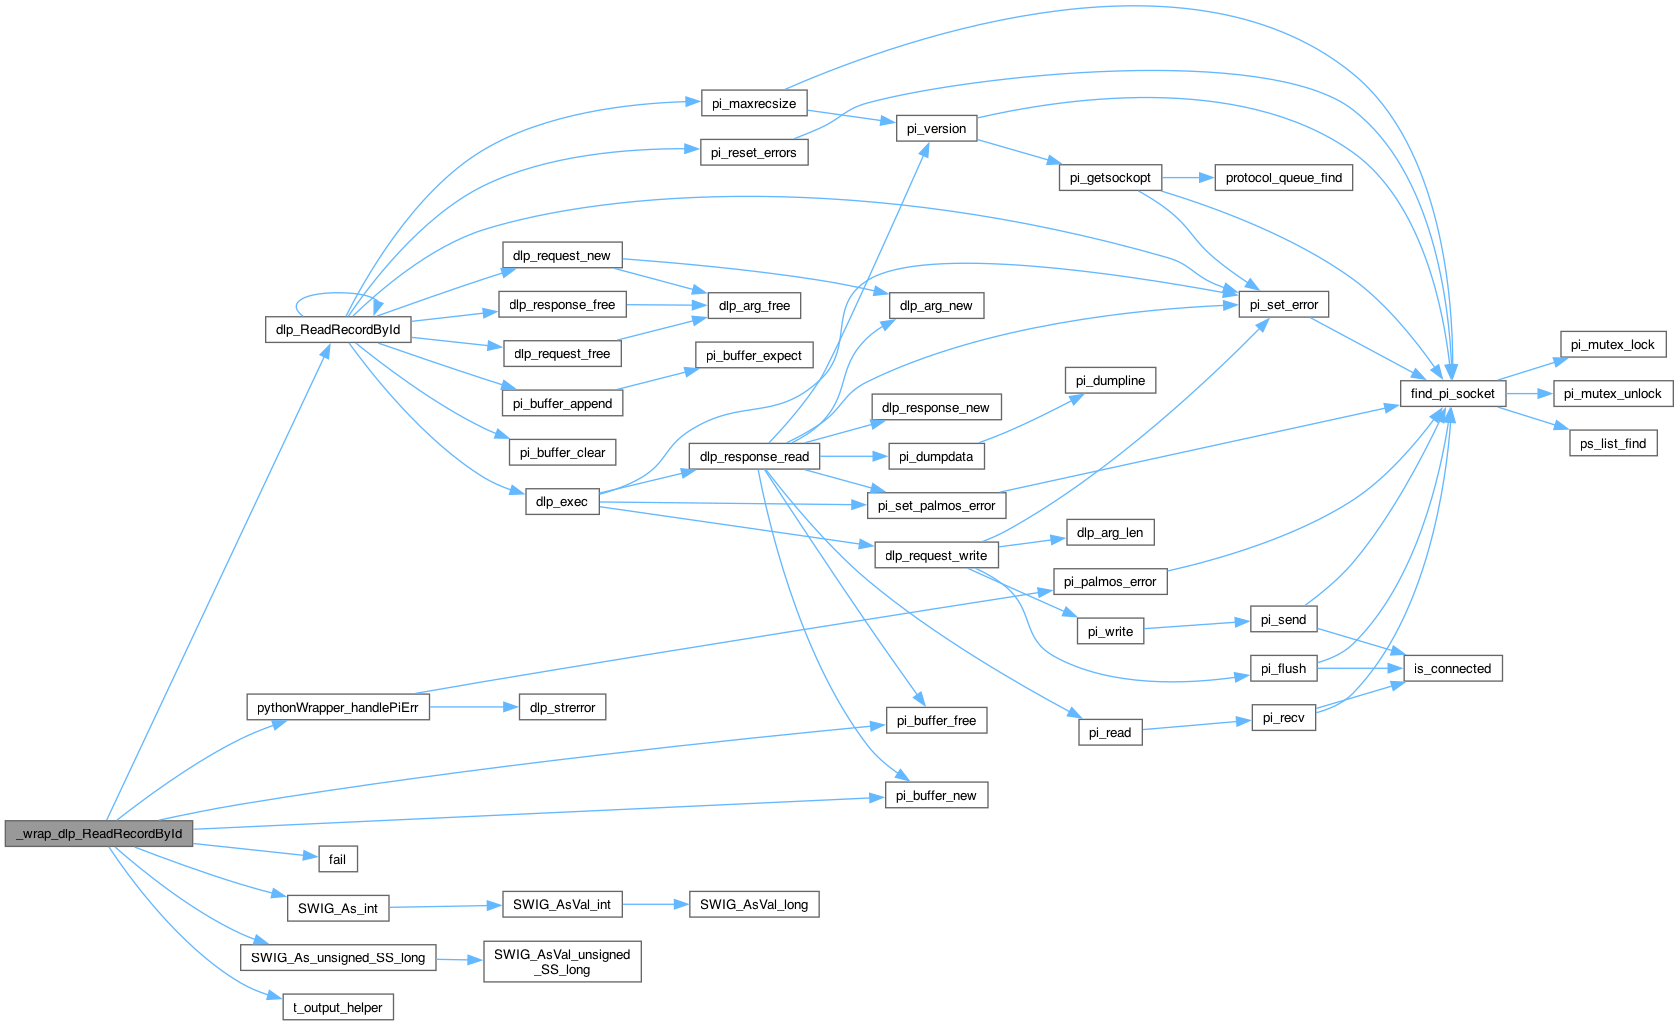 pi_maxrecsize
pi_version
pi_reset_errors
pi_getsockopt
protocol_queue_find
dlp_request_new
dlp_response_free
dlp_arg_free
dlp_arg_new
pi_set_error
dlp_ReadRecordById
dlp_request_free
pi_buffer_expect
pi_mutex_lock
pi_dumpline
find_pi_socket
pi_mutex_unlock
pi_buffer_append
dlp_response_new
ps_list_find
pi_buffer_clear
dlp_response_read
pi_dumpdata
dlp_exec
pi_set_palmos_error
dlp_arg_len
dlp_request_write
pi_palmos_error
pi_write
pi_send
pi_flush
is_connected
pythonWrapper_handlePiErr
dlp_strerror
pi_buffer_free
pi_read
pi_recv
pi_buffer_new
_wrap_dlp_ReadRecordById
fail
SWIG_As_int
SWIG_AsVal_int
SWIG_AsVal_long
SWIG_As_unsigned_SS_long
SWIG_AsVal_unsigned
_SS_long
t_output_helper